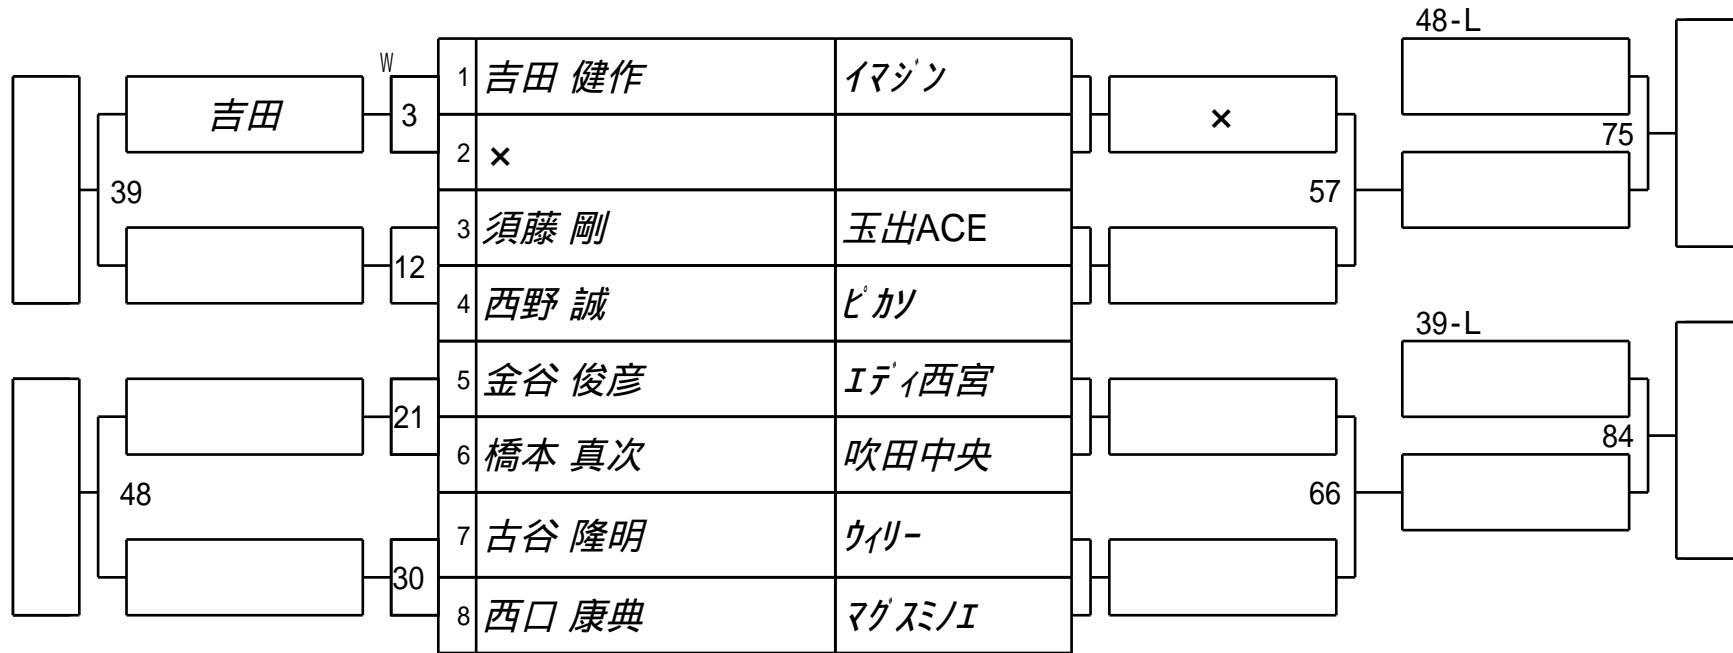 48-L
W
1 吉田 健作 イマジン
吉田 3 ×
2 ×
75
39 57
3 須藤 剛 玉出ACE
12
4 西野 誠 ピカソ
39-L
5 金谷 俊彦 エディ西宮
21
84
6 橋本 真次 吹田中央
48 66
7 古谷 隆明 ウィリー
30
8 西口 康典 マグスミノエ